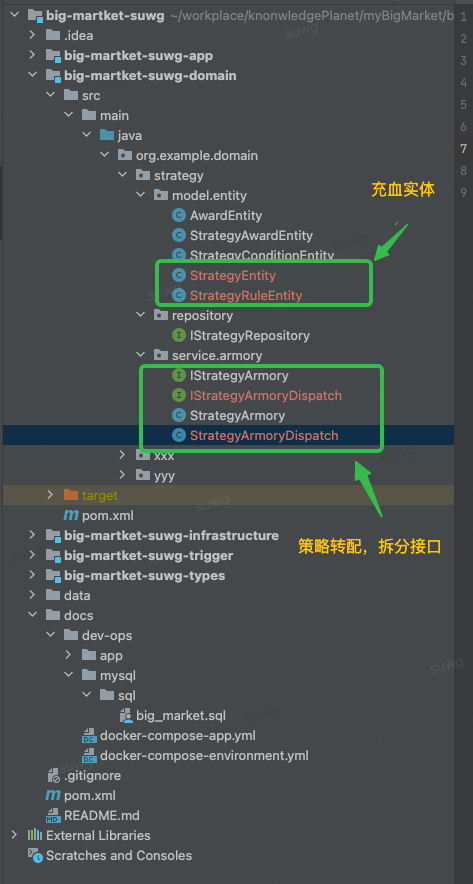 big-martket-suwg ~/workplace/knonwledgePlanet/myBigMarket/b
.idea
big-martket-suwg-app
big-martket-suwg-domain
src
main
java
org.example.domain
strategy
model.entity
充血实体
AwardEntity
StrategyAwardEntity
StrategyConditionEntity
StrategyEntity
StrategyRuleEntity
repository
IStrategyRepository
service.armory
IStrategyArmory
IStrategyArmoryDispatch
StrategyArmory
StrategyArmoryDispatch
xxx
yyy
target
pom.xml
big-martket-suwg-infrastructure
策略转配，拆分接口
big-martket-suwg-trigger
big-martket-suwg-types
data
docs
dev-ops
app
mysql
sql
big_market.sql
docker-compose-app.yml
docker-compose-environment.yml
.gitignore
pom.xml
README.md
External Libraries
Scratches and Consoles
1
2
3
4
5
6
7
8
9
suwg
suwg
suwg
suwg